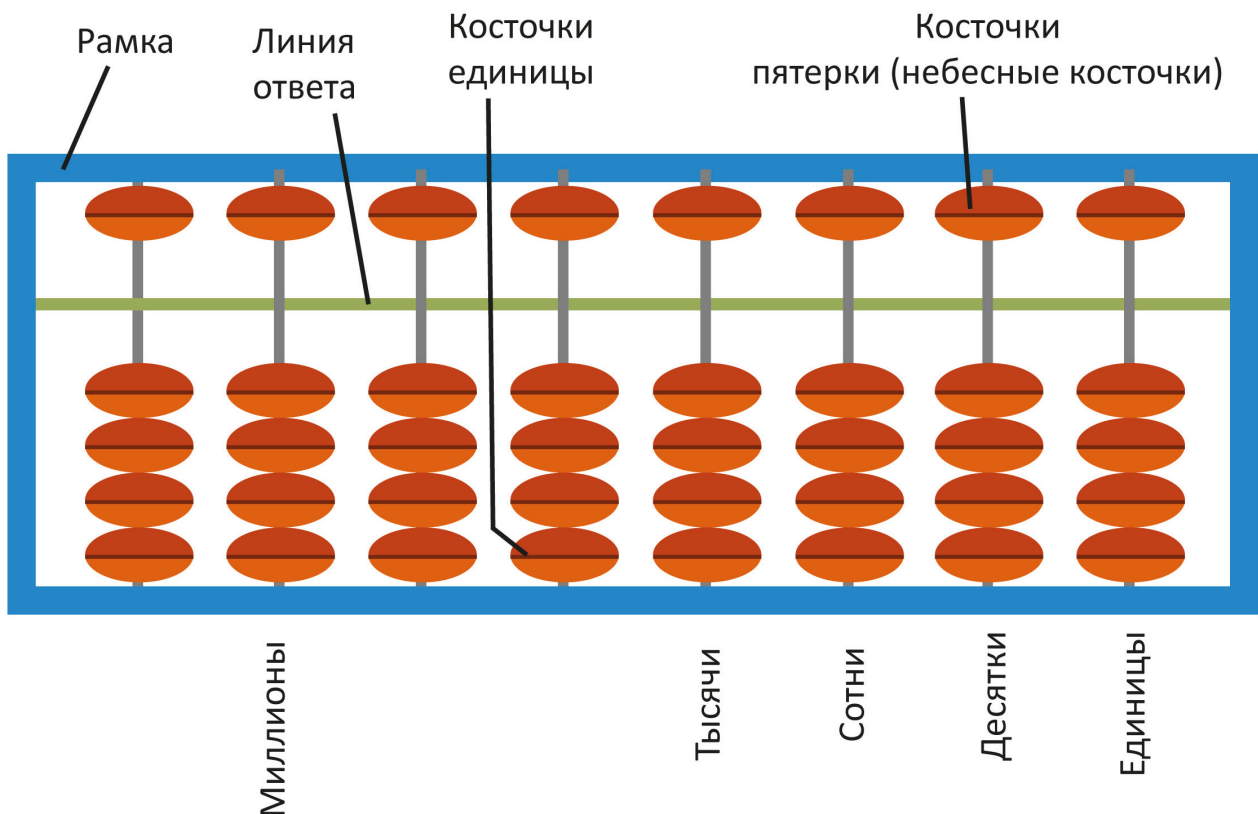 Рамка
Линия
ответа
Косточки
единицы
Косточки
пятерки (небесные косточки)
Миллионы
Тысячи
Сотни
Десятки
Единицы